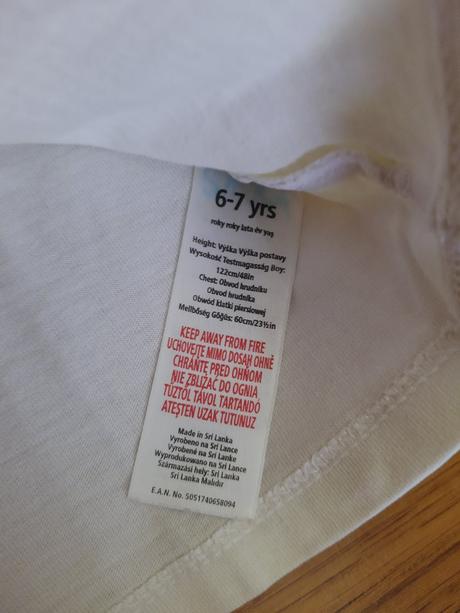 6-7 yrs
roky roky lata év yaş
Height: Výška Výška postavy
Wysokość Testmagasság Boy:
122cm/48in
Chest: Obvod hrudníku
Obvod hrudníka
Obwód klatki piersiowej
Mellbőség Göğüs: 60cm/23½in
KEEP AWAY FROM FIRE
UCHOVEJTE MIMO DOSAH OHNĚ
CHRÁŇTE PRED OHŇOM
NIE ZBLIŻAĆ DO OGNIA
TŰZTŐL TÁVOL TARTANDÓ
ATEŞTEN UZAK TUTUNUZ
Made in Sri Lanka
Vyrobeno na Srí Lance
Vyrobené na Srí Lanke
Wyprodukowano na Sri Lance
Származási hely: Srí Lanka
Sri Lanka Malıdır
E.A.N. No. 5051740658094